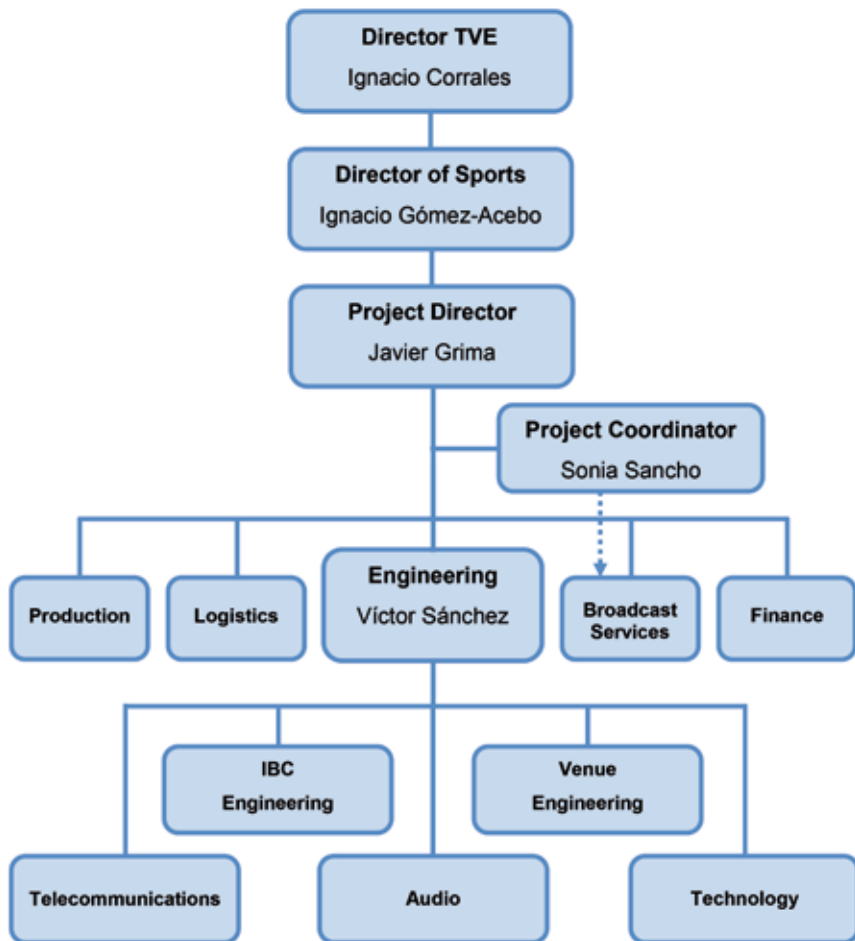 Director TVE
Ignacio Corrales
Director of Sports
Ignacio Gómez-Acebo
Project Director
Javier Grima
Project Coordinator
Sonia Sancho
Production
Logistics
Engineering
Víctor Sánchez
Broadcast
Services
Finance
IBC
Engineering
Venue
Engineering
Telecommunications
Audio
Technology